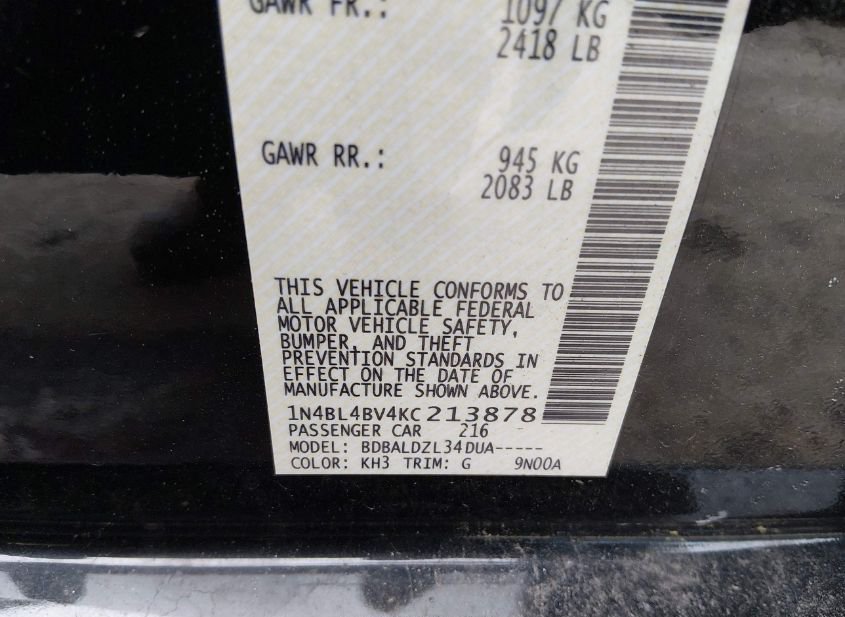 GAWR FR.: 1097 KG
2418 LB
GAWR RR.: 945 KG
2083 LB
THIS VEHICLE CONFORMS TO
ALL APPLICABLE FEDERAL
MOTOR VEHICLE SAFETY,
BUMPER, AND THEFT
PREVENTION STANDARDS IN
EFFECT ON THE DATE OF
MANUFACTURE SHOWN ABOVE.
1N4BL4BV4KC213878
PASSENGER CAR 216
MODEL: BDBALDZL34DUA-----
COLOR: KH3 TRIM: G 9N00A